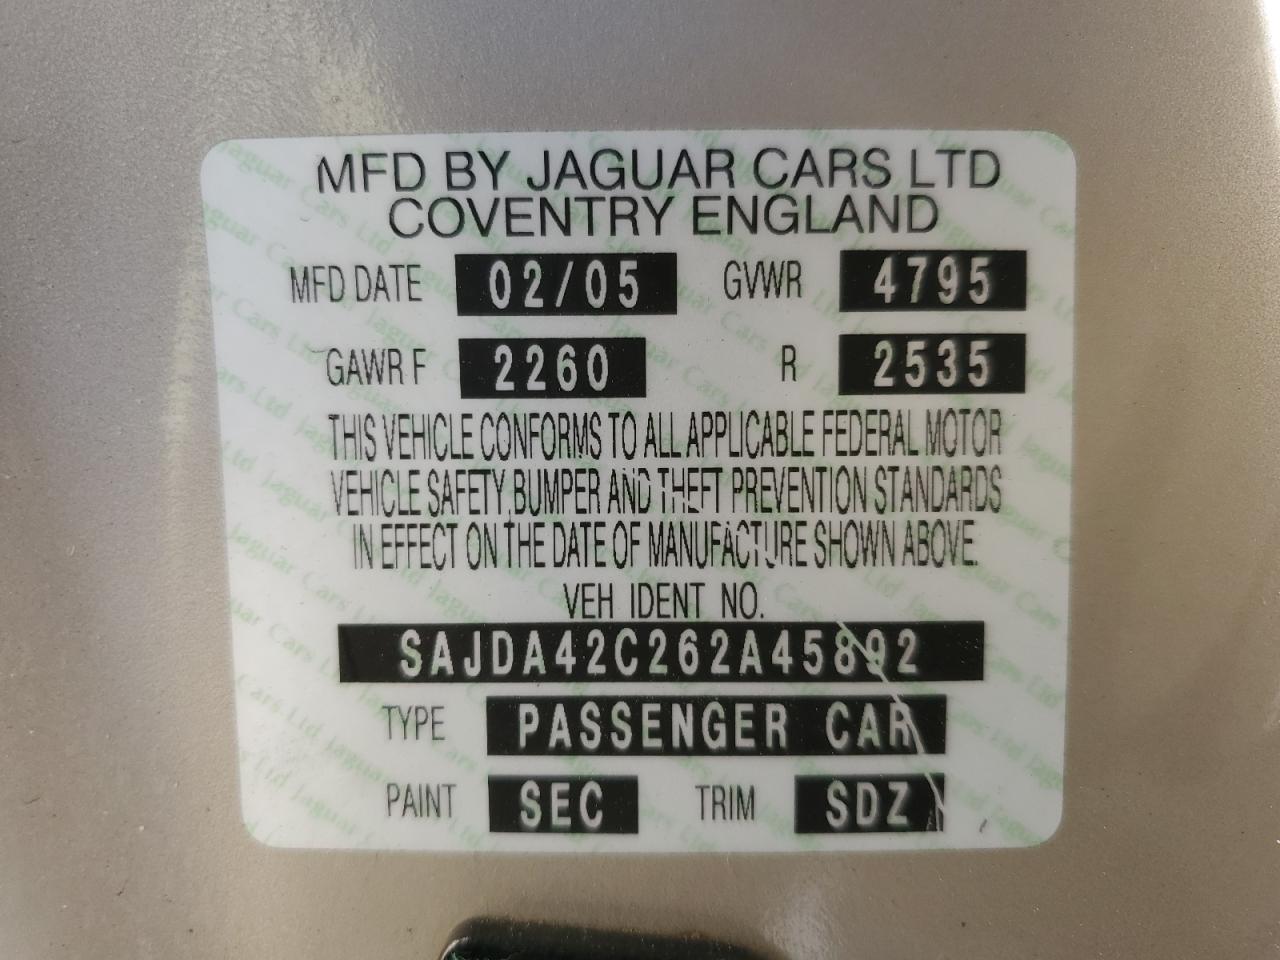 MFD BY JAGUAR CARS LTD
COVENTRY ENGLAND
MFD DATE 02/05 GVWR 4795
GAWR F 2260 R 2535
THIS VEHICLE CONFORMS TO ALL APPLICABLE FEDERAL MOTOR
VEHICLE SAFETY, BUMPER AND THEFT PREVENTION STANDARDS
IN EFFECT ON THE DATE OF MANUFACTURE SHOWN ABOVE.
VEH IDENT NO.
SAJDA42C262A45892
TYPE PASSENGER CAR
PAINT SEC TRIM SDZ